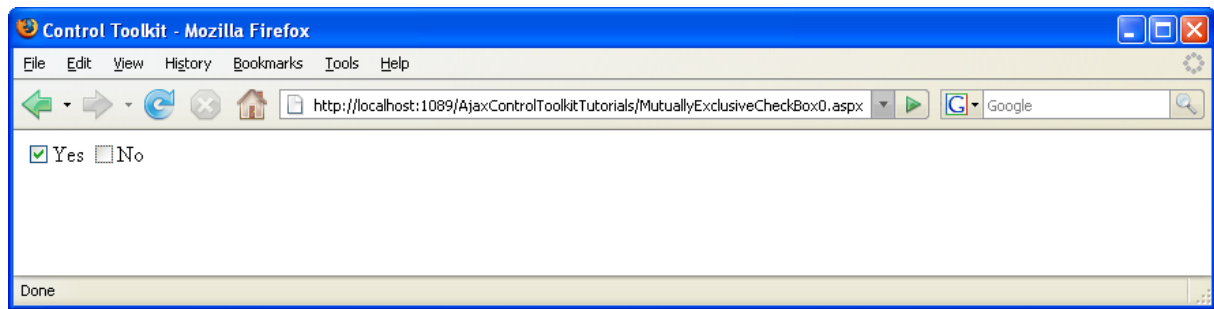 Control Toolkit - Mozilla Firefox
File Edit View History Bookmarks Tools Help
http://localhost:1089/AjaxControlToolkitTutorials/MutuallyExclusiveCheckBox0.aspx G Google
Yes No
Done